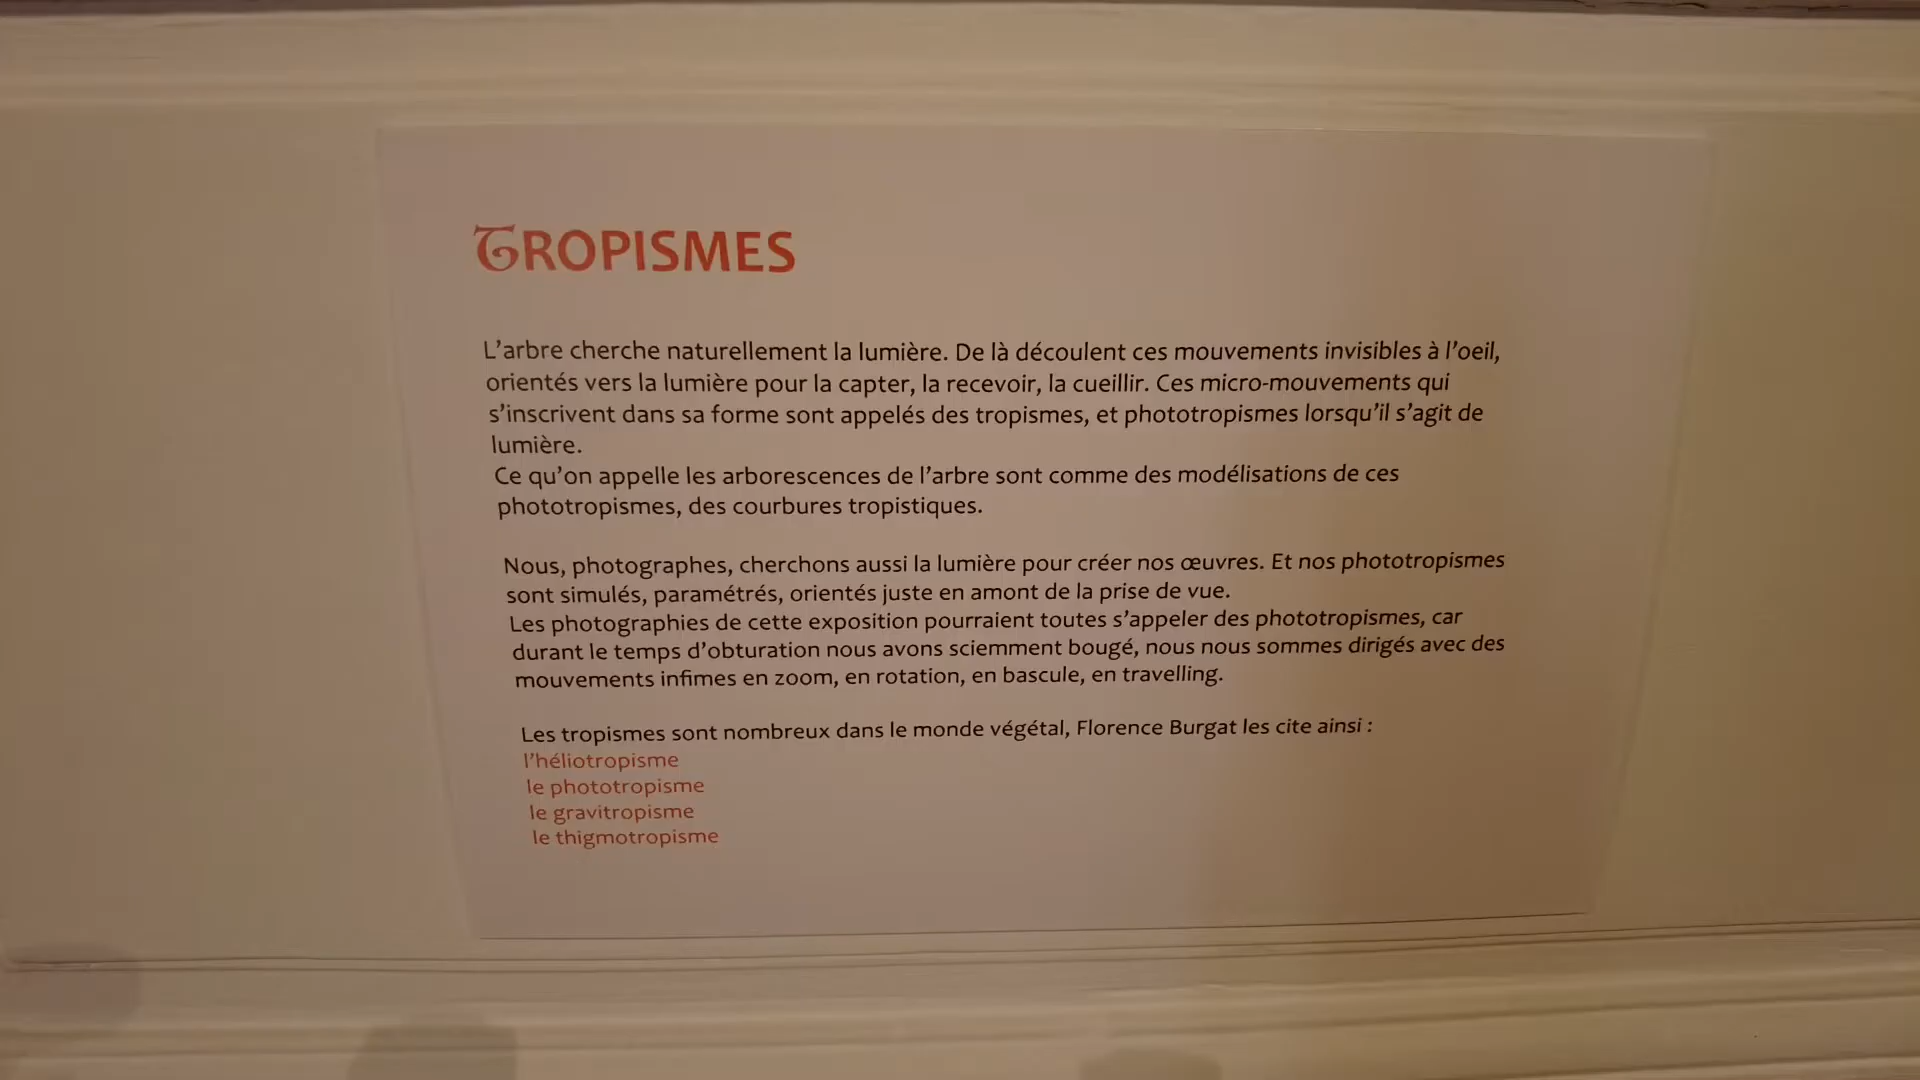 TROPISMES
L'arbre cherche naturellement la lumière. De là découlent ces mouvements invisibles à l'oeil,
orientés vers la lumière pour la capter, la recevoir, la cueillir. Ces micro-mouvements qui
s'inscrivent dans sa forme sont appelés des tropismes, et phototropismes lorsqu'il s'agit de
lumière.
Ce qu'on appelle les arborescences de l'arbre sont comme des modélisations de ces
phototropismes, des courbures tropistiques.
Nous, photographes, cherchons aussi la lumière pour créer nos œuvres. Et nos phototropismes
sont simulés, paramétrés, orientés juste en amont de la prise de vue.
Les photographies de cette exposition pourraient toutes s'appeler des phototropismes, car
durant le temps d'obturation nous avons sciemment bougé, nous nous sommes dirigés avec des
mouvements infimes en zoom, en rotation, en bascule, en travelling.
Les tropismes sont nombreux dans le monde végétal, Florence Burgat les cite ainsi :
l'héliotropisme
le phototropisme
le gravitropisme
le thigmotropisme